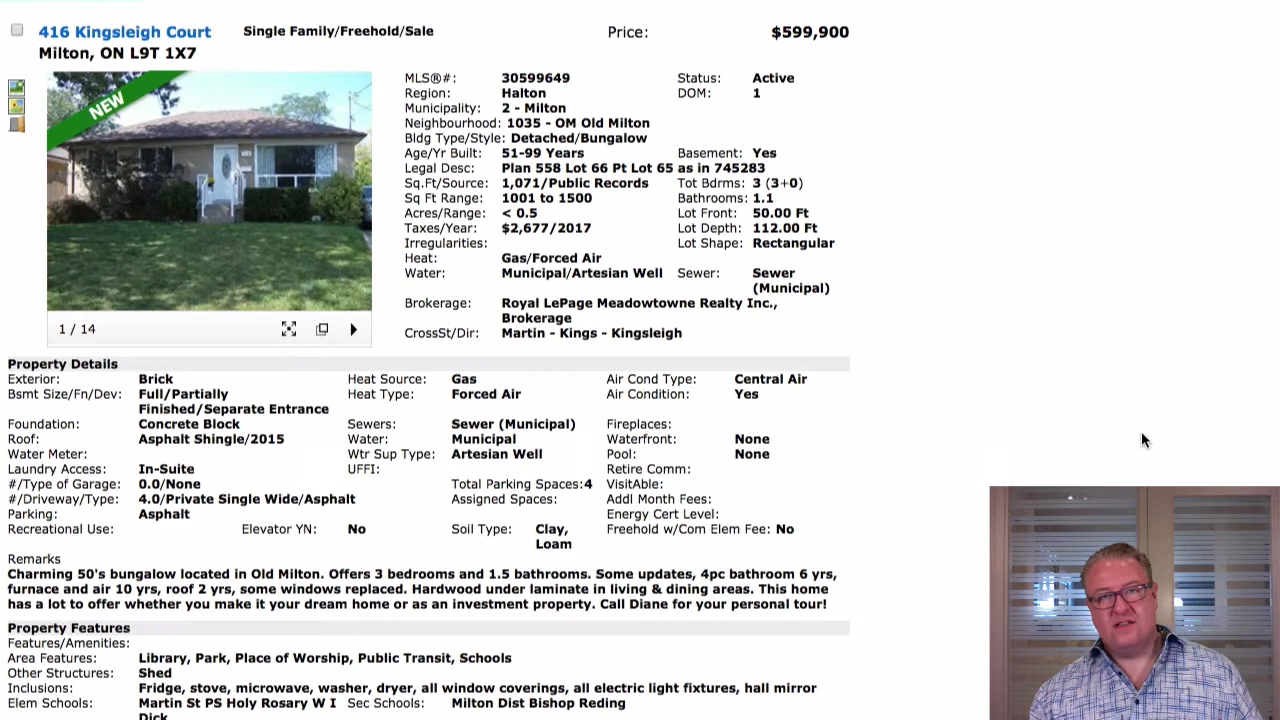 416 Kingsleigh Court Single Family/Freehold/Sale Price: $599,900
Milton, ON L9T 1X7
NEW
1 / 14
MLS®#: 30599649 Status: Active
Region: Halton DOM: 1
Municipality: 2 - Milton
Neighbourhood: 1035 - OM Old Milton
Bldg Type/Style: Detached/Bungalow
Age/Yr Built: 51-99 Years Basement: Yes
Legal Desc: Plan 558 Lot 66 Pt Lot 65 as in 745283
Sq.Ft/Source: 1,071/Public Records Tot Bdrms: 3 (3+0)
Sq Ft Range: 1001 to 1500 Bathrooms: 1.1
Acres/Range: < 0.5 Lot Front: 50.00 Ft
Taxes/Year: $2,677/2017 Lot Depth: 112.00 Ft
Irregularities: Lot Shape: Rectangular
Heat: Gas/Forced Air
Water: Municipal/Artesian Well Sewer: Sewer
(Municipal)
Brokerage: Royal LePage Meadowtowne Realty Inc.,
Brokerage
CrossSt/Dir: Martin - Kings - Kingsleigh
Property Details
Exterior: Brick Heat Source: Gas Air Cond Type: Central Air
Bsmt Size/Fn/Dev: Full/Partially Heat Type: Forced Air Air Condition: Yes
Finished/Separate Entrance
Foundation: Concrete Block Sewers: Sewer (Municipal) Fireplaces:
Roof: Asphalt Shingle/2015 Water: Municipal Waterfront: None
Water Meter: Wtr Sup Type: Artesian Well Pool: None
Laundry Access: In-Suite UFFI: Retire Comm:
#/Type of Garage: 0.0/None Total Parking Spaces:4 VisitAble:
#/Driveway/Type: 4.0/Private Single Wide/Asphalt Assigned Spaces: Addl Month Fees:
Parking: Asphalt Energy Cert Level:
Recreational Use: Elevator YN: No Soil Type: Clay, Freehold w/Com Elem Fee: No
Loam
Remarks
Charming 50's bungalow located in Old Milton. Offers 3 bedrooms and 1.5 bathrooms. Some updates, 4pc bathroom 6 yrs,
furnace and air 10 yrs, roof 2 yrs, some windows replaced. Hardwood under laminate in living & dining areas. This home
has a lot to offer whether you make it your dream home or as an investment property. Call Diane for your personal tour!
Property Features
Features/Amenities:
Area Features: Library, Park, Place of Worship, Public Transit, Schools
Other Structures: Shed
Inclusions: Fridge, stove, microwave, washer, dryer, all window coverings, all electric light fixtures, hall mirror
Elem Schools: Martin St PS Holy Rosary W I Sec Schools: Milton Dist Bishop Reding
Dick